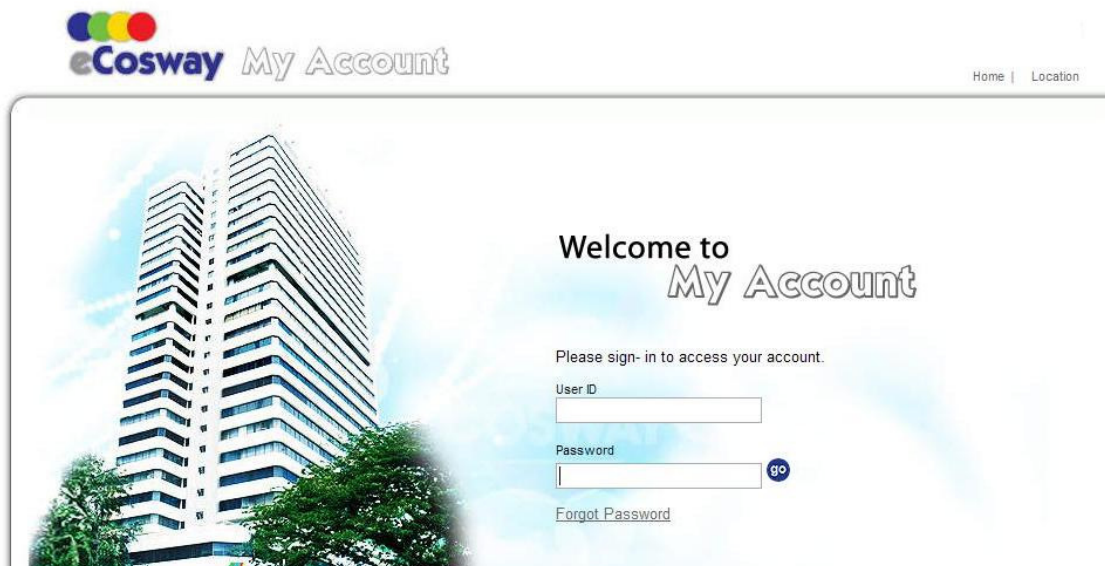 eCosway My Account
Home | Location
Welcome to
My Account
Please sign- in to access your account.
User ID
Password
go
Forgot Password